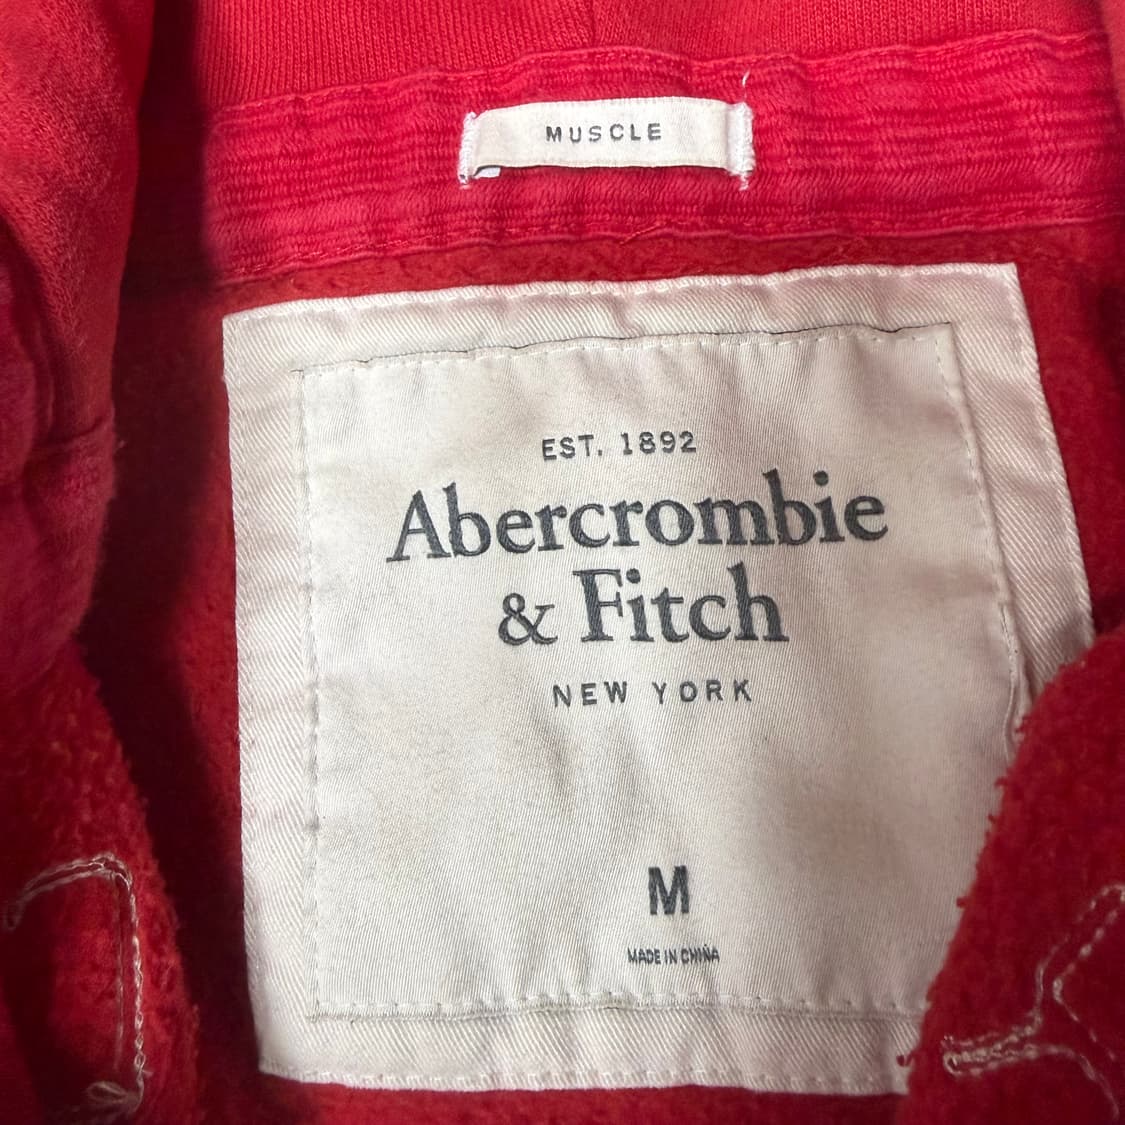 MUSCLE
EST. 1892
Abercrombie
& Fitch
NEW YORK
M
MADE IN CHINA